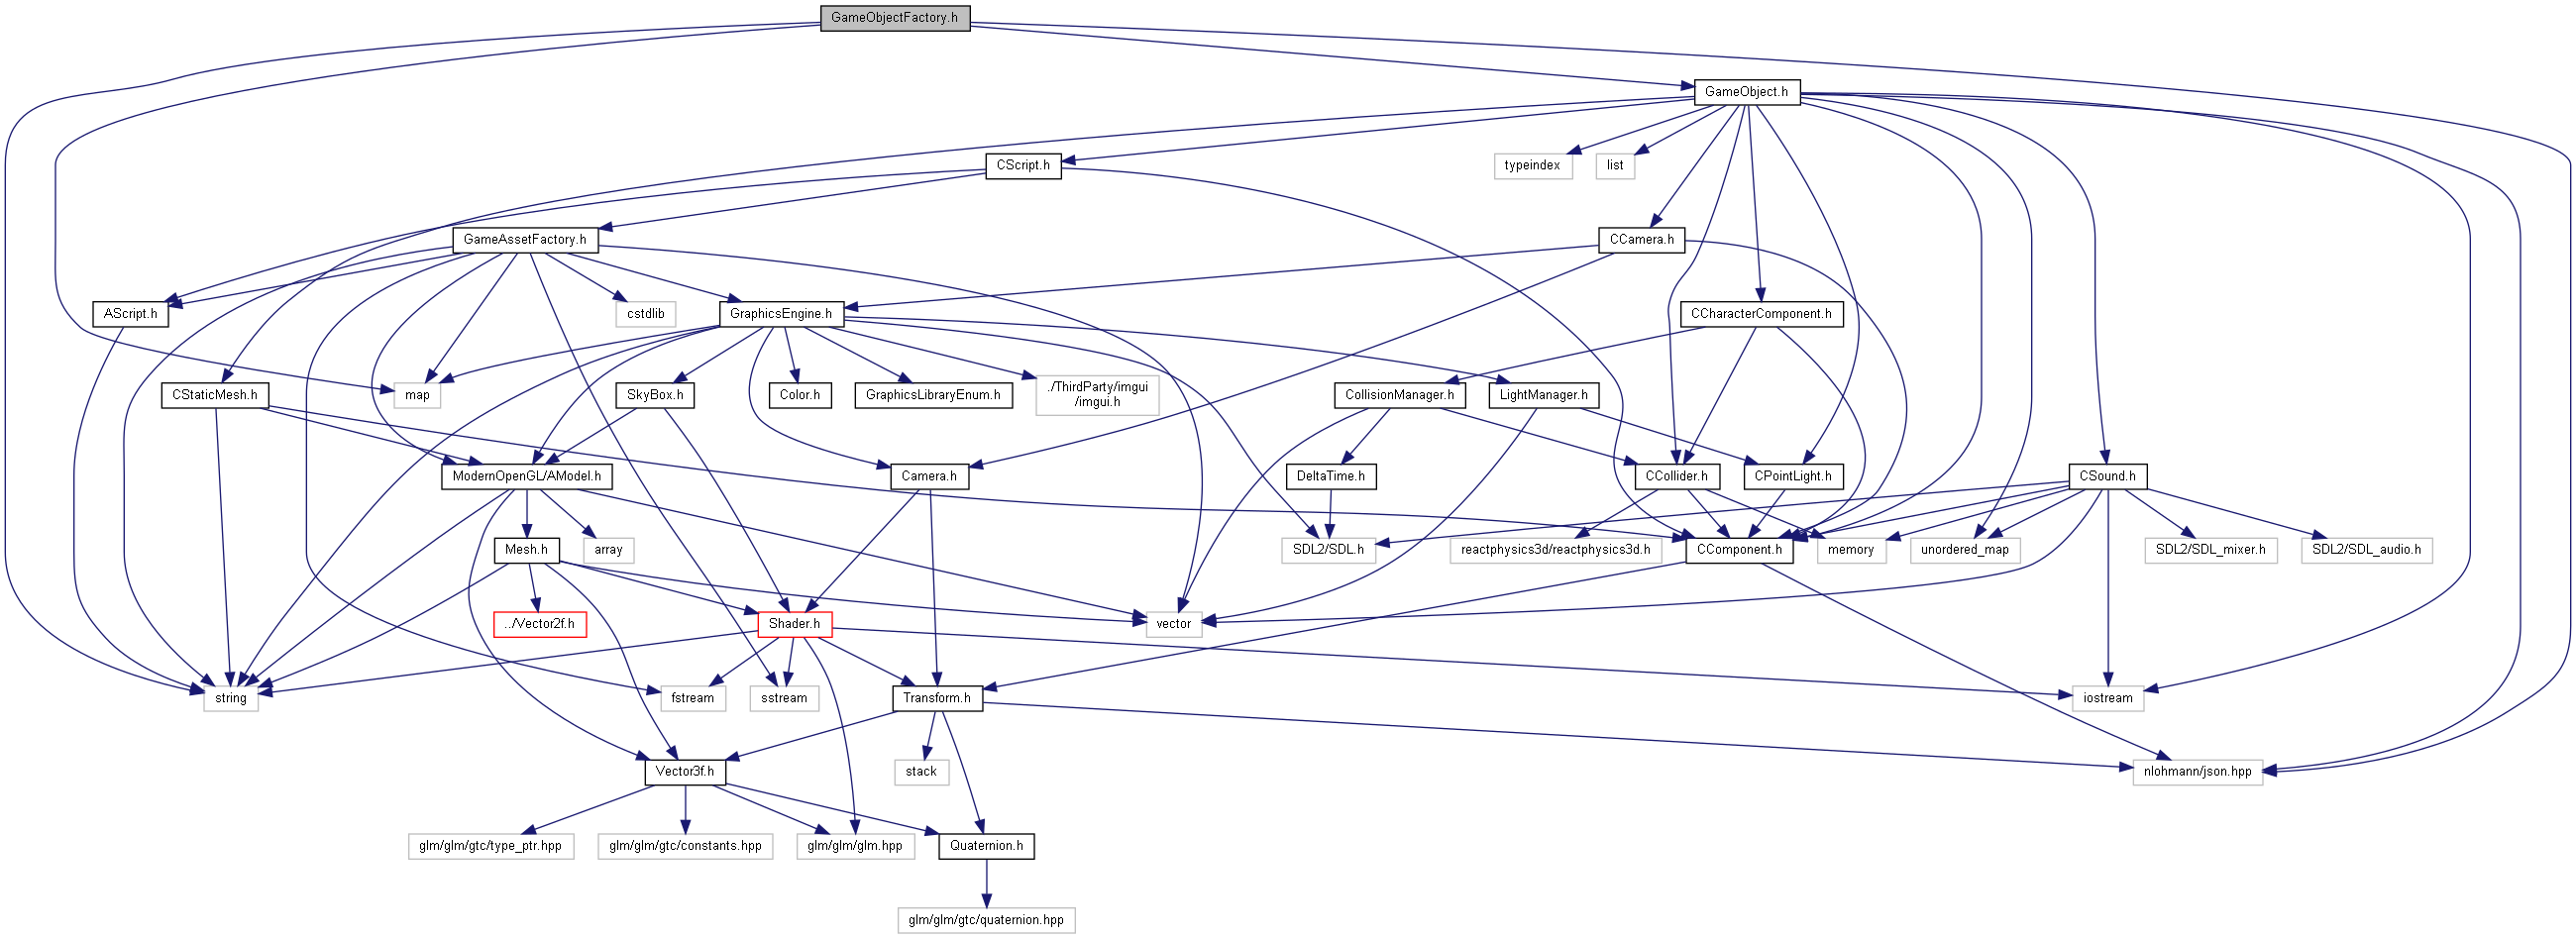 GameObjectFactory.h
GameObject.h
CScript.h
typeindex
list
GameAssetFactory.h
CCamera.h
AScript.h
cstdlib
GraphicsEngine.h
CCharacterComponent.h
CStaticMesh.h
map
SkyBox.h
Color.h
GraphicsLibraryEnum.h
./ThirdParty/imgui
/imgui.h
CollisionManager.h
LightManager.h
ModernOpenGL/AModel.h
Camera.h
DeltaTime.h
CCollider.h
CPointLight.h
CSound.h
Mesh.h
array
SDL2/SDL.h
reactphysics3d/reactphysics3d.h
CComponent.h
memory
unordered_map
SDL2/SDL_mixer.h
SDL2/SDL_audio.h
../Vector2f.h
Shader.h
vector
string
fstream
sstream
Transform.h
iostream
Vector3f.h
stack
nlohmann/json.hpp
glm/glm/gtc/type_ptr.hpp
glm/glm/gtc/constants.hpp
glm/glm/glm.hpp
Quaternion.h
glm/glm/gtc/quaternion.hpp